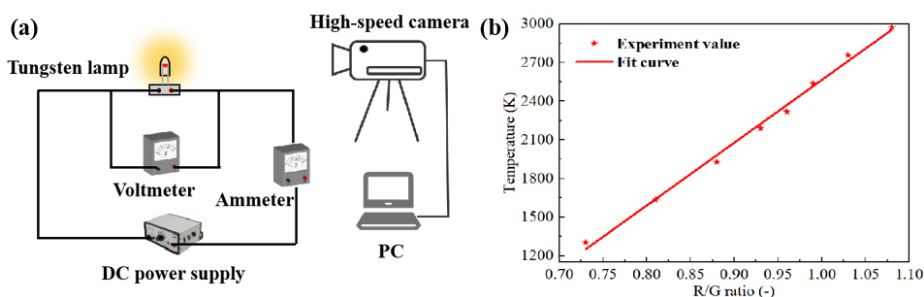 (a)
High-speed camera
Tungsten lamp
Voltmeter
Ammeter
DC power supply
PC
(b)
Experiment value
Fit curve
Temperature (K)
3000
2700
2400
2100
1800
1500
1200
0.70 0.75 0.80 0.85 0.90 0.95 1.00 1.05 1.10
R/G ratio (-)